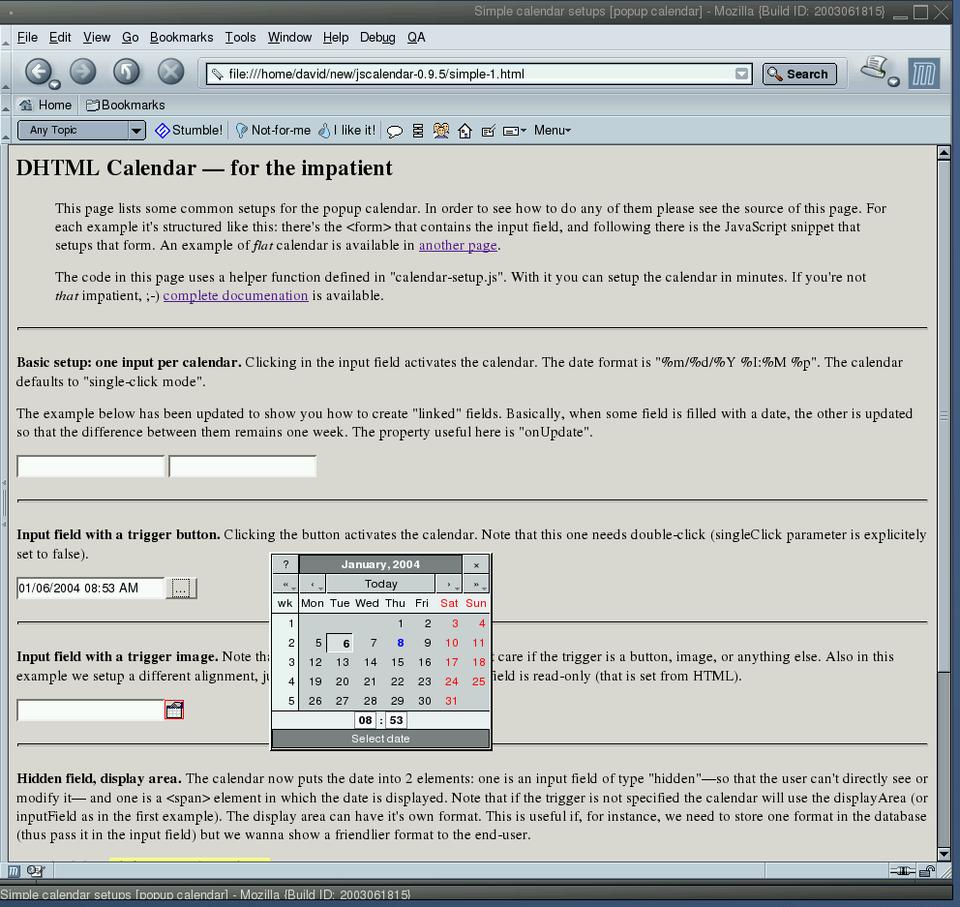 Simple calendar setups [popup calendar] - Mozilla {Build ID: 2003061815}
File Edit View Go Bookmarks Tools Window Help Debug QA
file:///home/david/new/jscalendar-0.9.5/simple-1.html Search
Home Bookmarks
Any Topic Stumble! Not-for-me I like it! Menu
DHTML Calendar — for the impatient
This page lists some common setups for the popup calendar. In order to see how to do any of them please see the source of this page. For
each example it's structured like this: there's the <form> that contains the input field, and following there is the JavaScript snippet that
setups that form. An example of flat calendar is available in another page.
The code in this page uses a helper function defined in "calendar-setup.js". With it you can setup the calendar in minutes. If you're not
that impatient, ;-) complete documenation is available.
Basic setup: one input per calendar. Clicking in the input field activates the calendar. The date format is "%m/%d/%Y %I:%M %p". The calendar
defaults to "single-click mode".
The example below has been updated to show you how to create "linked" fields. Basically, when some field is filled with a date, the other is updated
so that the difference between them remains one week. The property useful here is "onUpdate".
Input field with a trigger button. Clicking the button activates the calendar. Note that this one needs double-click (singleClick parameter is explicitely
set to false).
01/06/2004 08:53 AM ...
? January, 2004 ×
« ‹ Today › »
wk Mon Tue Wed Thu Fri Sat Sun
1 1 2 3 4
2 5 6 7 8 9 10 11
3 12 13 14 15 16 17 18
4 19 20 21 22 23 24 25
5 26 27 28 29 30 31
08 : 53
Select date
Input field with a trigger image. Note tha care if the trigger is a button, image, or anything else. Also in this
example we setup a different alignment, ju field is read-only (that is set from HTML).
Hidden field, display area. The calendar now puts the date into 2 elements: one is an input field of type "hidden"—so that the user can't directly see or
modify it— and one is a <span> element in which the date is displayed. Note that if the trigger is not specified the calendar will use the displayArea (or
inputField as in the first example). The display area can have it's own format. This is useful if, for instance, we need to store one format in the database
(thus pass it in the input field) but we wanna show a friendlier format to the end-user.
Simple calendar setups [popup calendar] - Mozilla {Build ID: 2003061815}